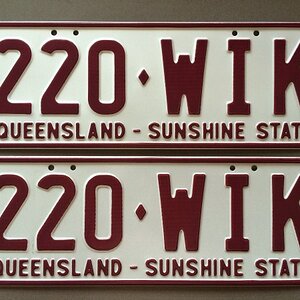 220·WIK
QUEENSLAND - SUNSHINE STAT
220·WIK
QUEENSLAND - SUNSHINE STAT